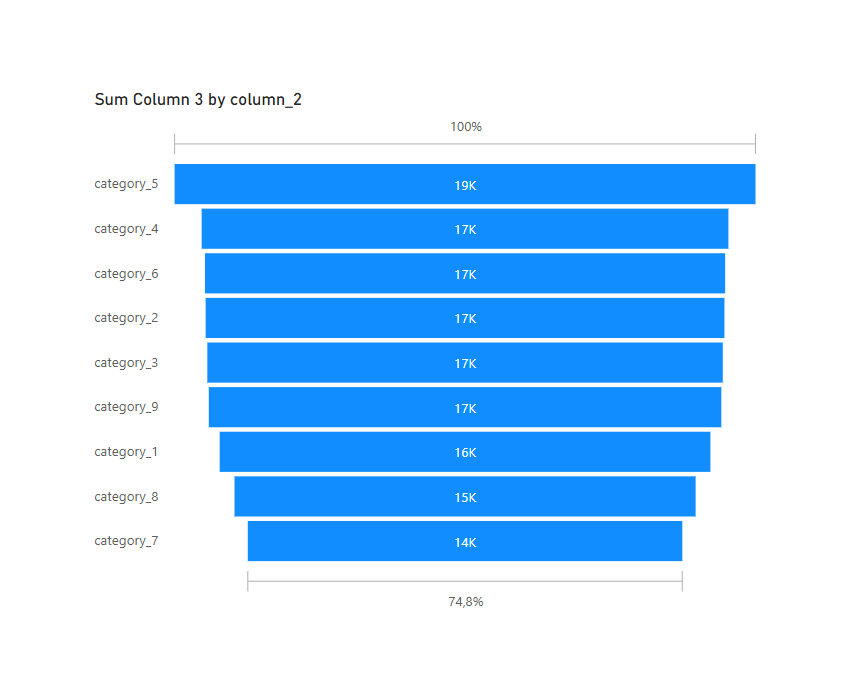 Sum Column 3 by column_2
100%
category_5 19K
category_4 17K
category_6 17K
category_2 17K
category_3 17K
category_9 17K
category_1 16K
category_8 15K
category_7 14K
74,8%